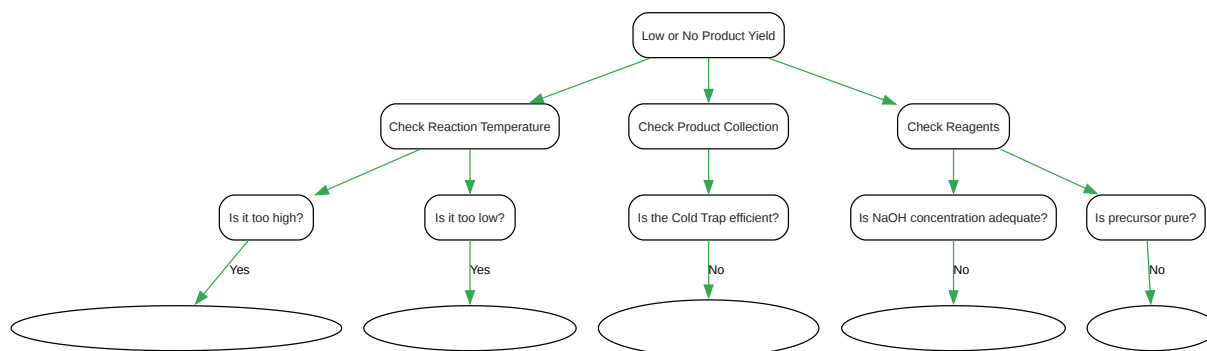 Low or No Product Yield
Check Reaction Temperature
Check Product Collection
Check Reagents
Is it too high?
Is it too low?
Is the Cold Trap efficient?
Is NaOH concentration adequate?
Is precursor pure?
Yes
Yes
No
No
No